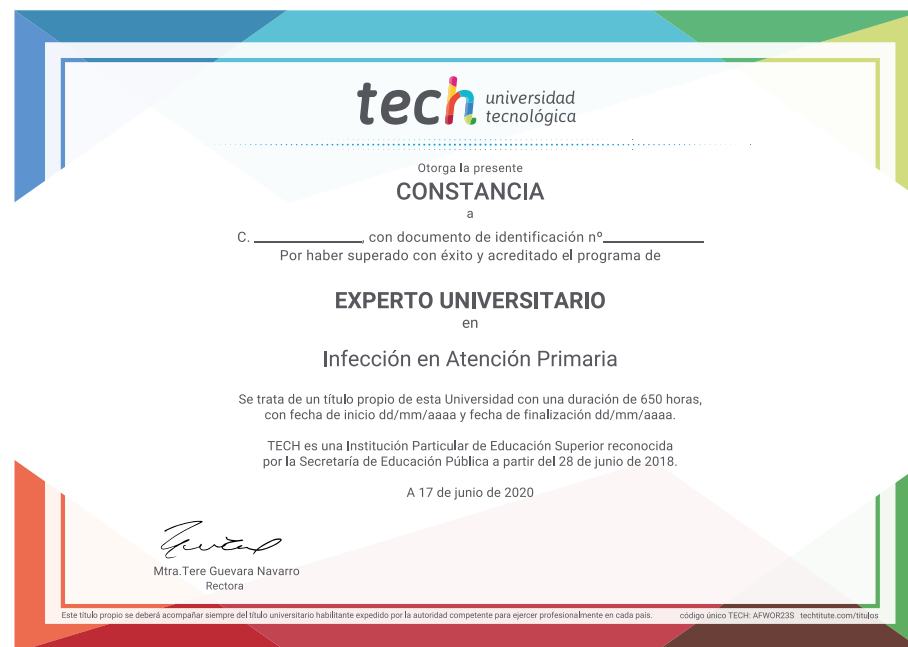 tech universidad
tecnológica
Otorga la presente
CONSTANCIA
a
C. ______________, con documento de identificación nº_____________
Por haber superado con éxito y acreditado el programa de
EXPERTO UNIVERSITARIO
en
Infección en Atención Primaria
Se trata de un título propio de esta Universidad con una duración de 650 horas,
con fecha de inicio dd/mm/aaaa y fecha de finalización dd/mm/aaaa.
TECH es una Institución Particular de Educación Superior reconocida
por la Secretaría de Educación Pública a partir del 28 de junio de 2018.
A 17 de junio de 2020
Mtra.Tere Guevara Navarro
Rectora
Este título propio se deberá acompañar siempre del título universitario habilitante expedido por la autoridad competente para ejercer profesionalmente en cada país. código único TECH: AFWOR23S techtitute.com/titulos